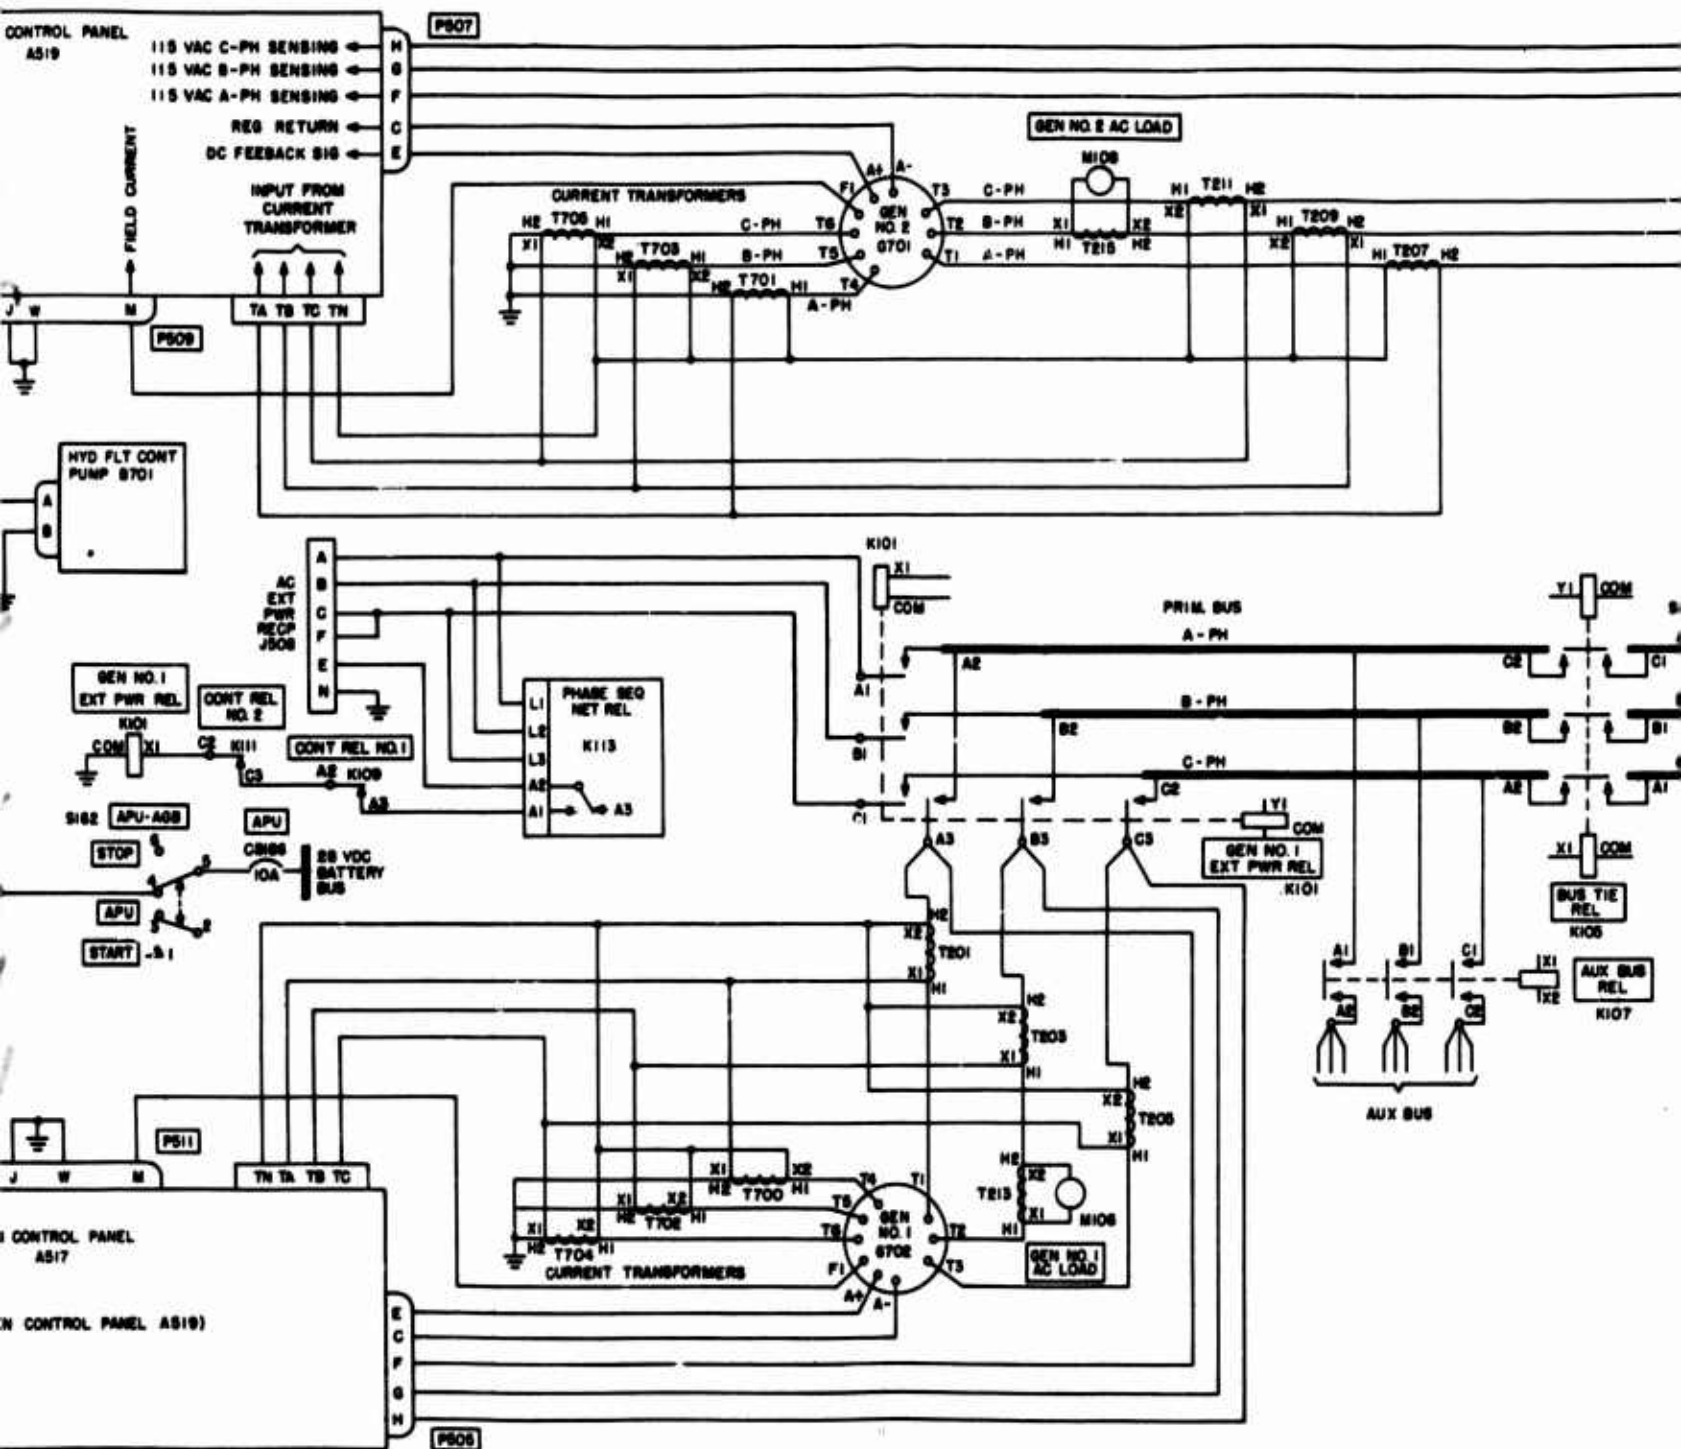 P507
CONTROL PANEL
A519
115 VAC C-PH SENSING
H
115 VAC B-PH SENSING
G
115 VAC A-PH SENSING
F
REG RETURN
C
DC FEEBACK SIG
E
FIELD CURRENT
INPUT FROM
CURRENT
TRANSFORMER
J W M
TA TB TC TN
P509
CURRENT TRANSFORMERS
H2 T705 H1
X1 X2
C-PH
H2 T703 H1
X1 X2
B-PH
H2 T701 H1
A-PH
F1 A+ A-
T6 T5 T4
GEN
NO. 2
G701
T3 T2 T1
C-PH
B-PH
A-PH
GEN NO. 2 AC LOAD
M108
X1 X2
H1 T215 H2
H1 T211 H2
X2 X1
H1 T209 H2
X2 X1
H1 T207 H2
HYD FLT CONT
PUMP B701
A
B
AC
EXT
PWR
RECP
J508
A
B
C
F
E
N
PHASE SEQ
NET REL
K113
L1
L2
L3
A2
A1
A3
GEN NO. 1
EXT PWR REL
K101
COM X1
CONT REL
NO. 2
C2 K111
C3
CONT REL NO. 1
A2 K109
A3
S162 APU-AGB
STOP
6
5
4
APU
3
2
START
1
APU
10A
28 VDC
BATTERY
BUS
K101
X1
COM
PRIM. BUS
A-PH
A1 A2
B-PH
B1 B2
C-PH
C1 C2
A3 B3 C3
Y1
COM
GEN NO. 1
EXT PWR REL
K101
Y1 COM
C2 C1
B2 B1
A2 A1
X1 COM
BUS TIE
REL
K105
A1 B1 C1
A2 B2 C2
X1
X2
AUX BUS
REL
K107
AUX BUS
H2
X2
T201
X1
H1
H2
X2
T203
X1
H1
H2
X2
T205
X1
H1
H2
X2
T213
X1
H1
M106
GEN NO. 1
AC LOAD
P511
J W M
TN TA TB TC
X1 X2
H2 T700 H1
X1 X2
H2 T702 H1
X1 X2
H2 T704 H1
CURRENT TRANSFORMERS
T4 T1
T5
T6
GEN
NO. 1
G702
T2
T3
F1
A+ A-
CONTROL PANEL
A517
CONTROL PANEL A519)
E
C
F
G
H
P505